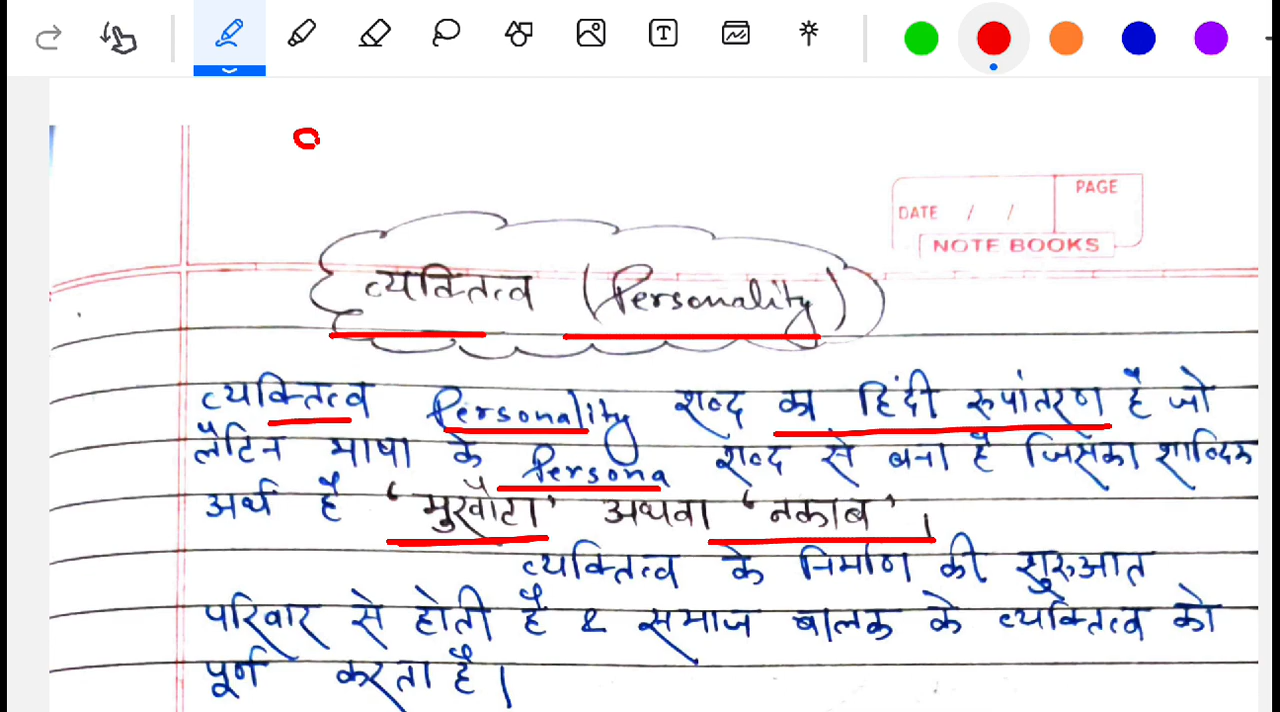 PAGE
DATE / /
NOTE BOOKS
व्यक्तित्व (Personality)
व्यक्तित्व Personality शब्द का हिंदी रुपांतरण है जो
लैटिन भाषा के Persona शब्द से बना है जिसका शाब्दिक
अर्थ है 'मुखौटा' अथवा 'नकाब'।
व्यक्तित्व के निर्माण की शुरुआत
परिवार से होती है & समाज बालक के व्यक्तित्व को
पूर्ण करता है।